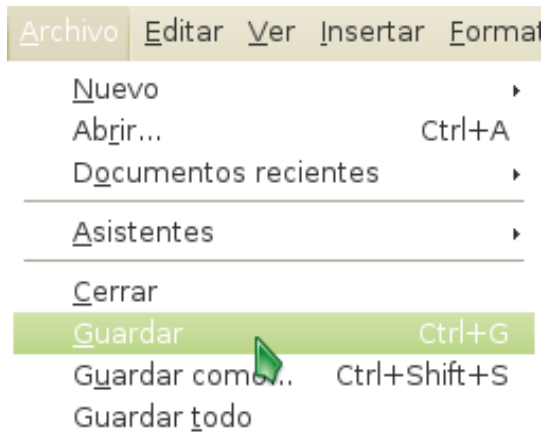 Archivo Editar Ver Insertar Format
Nuevo
Abrir... Ctrl+A
Documentos recientes
Asistentes
Cerrar
Guardar Ctrl+G
Guardar como... Ctrl+Shift+S
Guardar todo